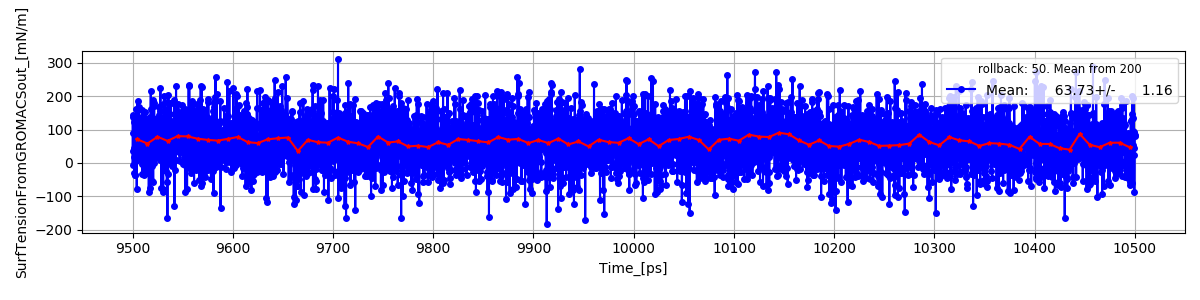 SurfTensionFromGROMACSout_[mN/m]
300
200
100
0
−100
−200
rollback: 50. Mean from 200
Mean: 63.73+/- 1.16
9500 9600 9700 9800 9900 10000 10100 10200 10300 10400 10500
Time_[ps]